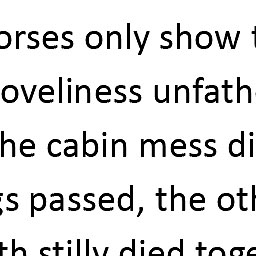 orses only show t
oveliness unfath
he cabin mess di
gs passed, the oth
th stilly died toge